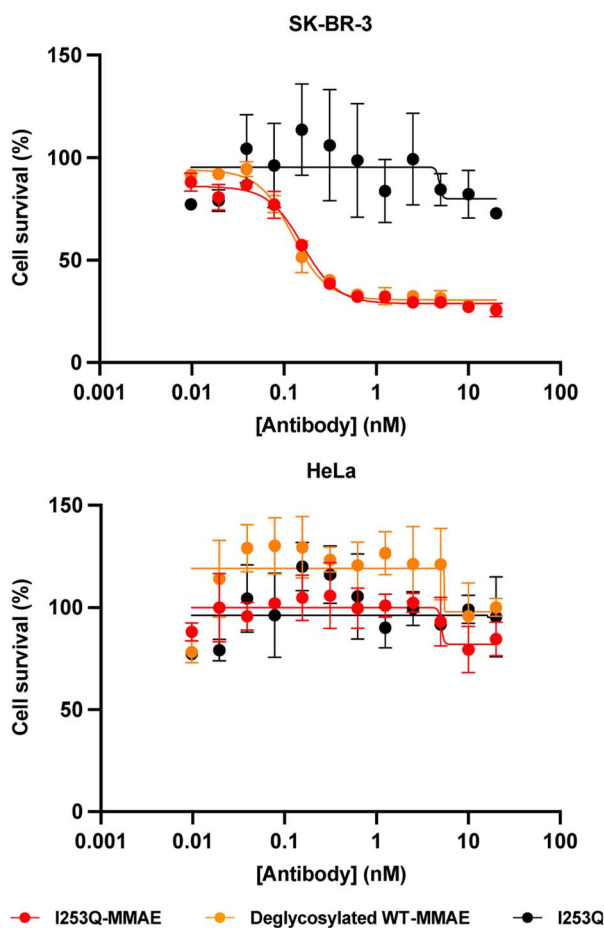 SK-BR-3
150
100
50
0
Cell survival (%)
0.001 0.01 0.1 1 10 100
[Antibody] (nM)
HeLa
150
100
50
0
Cell survival (%)
0.001 0.01 0.1 1 10 100
[Antibody] (nM)
I253Q-MMAE Deglycosylated WT-MMAE I253Q